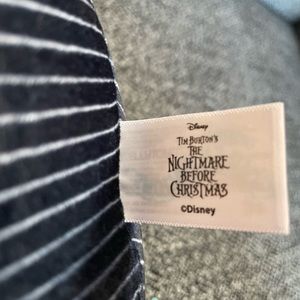 Disney
TIM BURTON'S
THE
NIGHTMARE
BEFORE
CHRISTMAS
©Disney